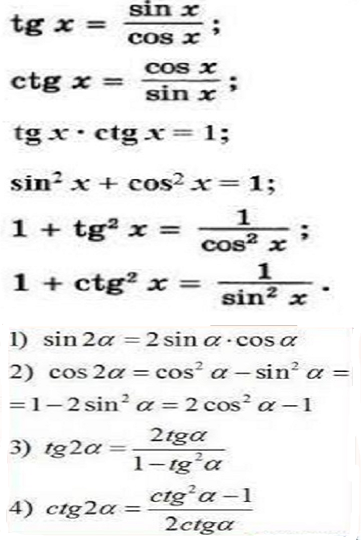 tg x = sin x / cos x ;
ctg x = cos x / sin x ;
tg x · ctg x = 1;
sin² x + cos² x = 1;
1 + tg² x = 1 / cos² x ;
1 + ctg² x = 1 / sin² x .
1) sin 2α = 2 sin α · cos α
2) cos 2α = cos² α − sin² α =
= 1 − 2 sin² α = 2 cos² α − 1
3) tg2α = 2tgα / 1 − tg²α
4) ctg2α = ctg²α − 1 / 2ctgα